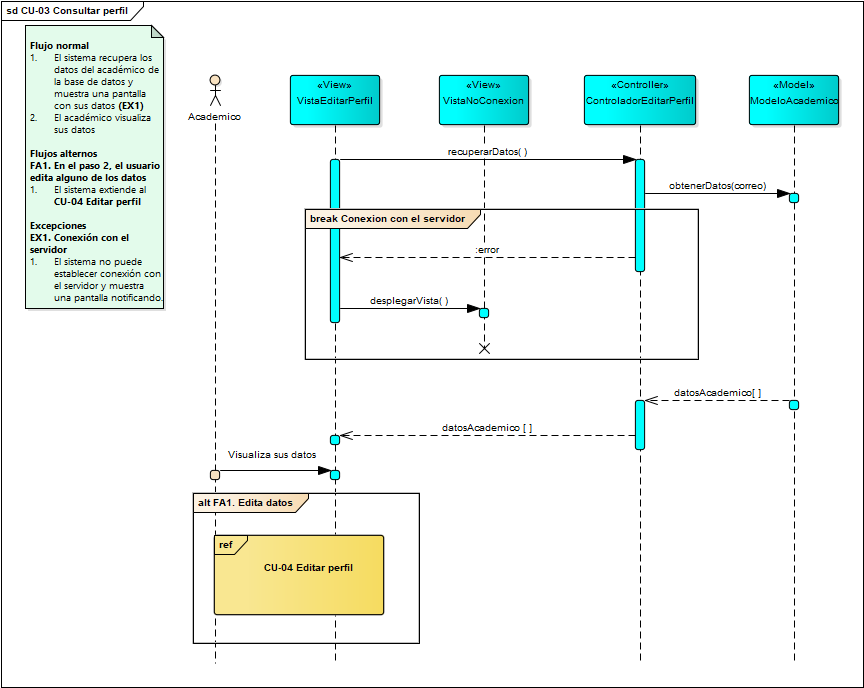 sd CU-03 Consultar perfil
Flujo normal
1. El sistema recupera los
datos del académico de
la base de datos y
muestra una pantalla
con sus datos (EX1)
2. El académico visualiza
sus datos
Flujos alternos
FA1. En el paso 2, el usuario
edita alguno de los datos
1. El sistema extiende al
CU-04 Editar perfil
Excepciones
EX1. Conexión con el
servidor
1. El sistema no puede
establecer conexión con
el servidor y muestra
una pantalla notificando.
Academico
«View»
VistaEditarPerfil
«View»
VistaNoConexion
«Controller»
ControladorEditarPerfil
«Model»
ModeloAcademico
recuperarDatos( )
obtenerDatos(correo)
break Conexion con el servidor
:error
desplegarVista( )
datosAcademico[ ]
datosAcademico [ ]
Visualiza sus datos
alt FA1. Edita datos
ref
CU-04 Editar perfil